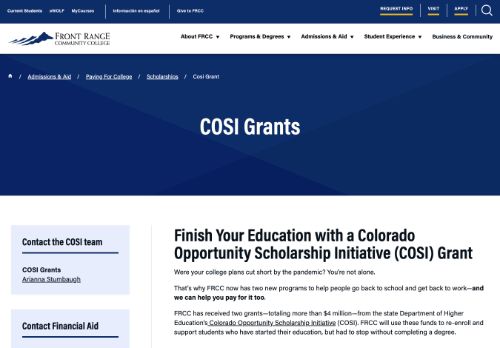 Current Students eWOLF MyCourses Información en español Give to FRCC REQUEST INFO VISIT APPLY
FRONT RANGE
COMMUNITY COLLEGE
About FRCC Programs & Degrees Admissions & Aid Student Experience Business & Community
/ Admissions & Aid / Paying For College / Scholarships / Cosi Grant
COSI Grants
Contact the COSI team
COSI Grants
Arianna Stumbaugh
Contact Financial Aid
Finish Your Education with a Colorado
Opportunity Scholarship Initiative (COSI) Grant
Were your college plans cut short by the pandemic? You're not alone.
That's why FRCC now has two new programs to help people go back to school and get back to work—and
we can help you pay for it too.
FRCC has received two grants—totaling more than $4 million—from the state Department of Higher
Education's Colorado Opportunity Scholarship Initiative (COSI). FRCC will use these funds to re-enroll and
support students who have started their education, but had to stop without completing a degree.